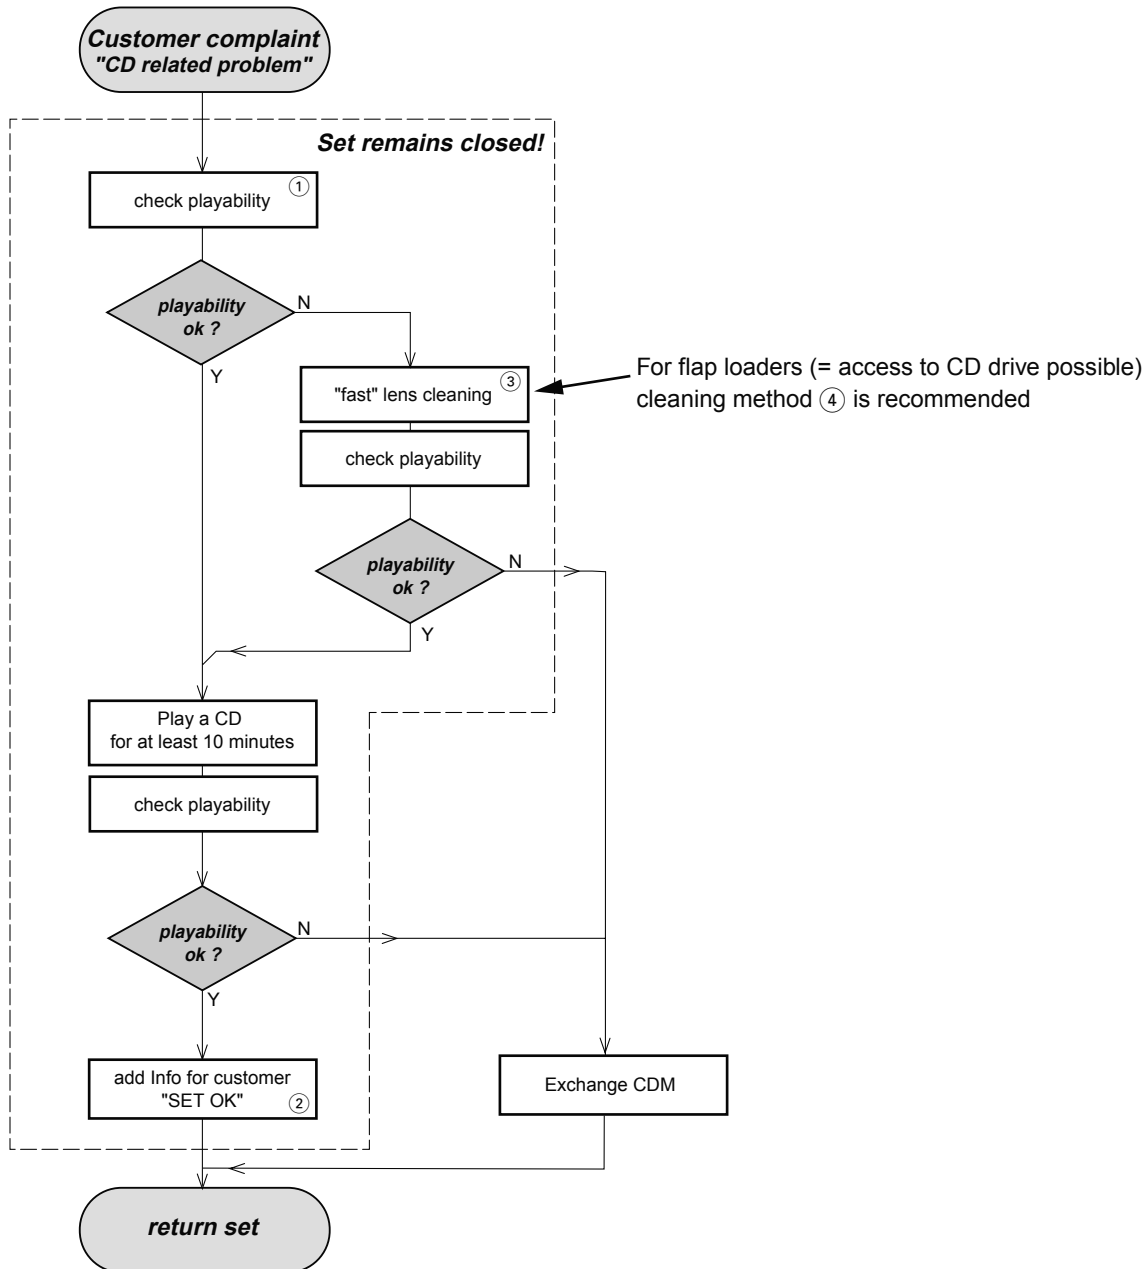 Customer complaint
"CD related problem"
Set remains closed!
check playability
①
playability
ok ?
N
Y
"fast" lens cleaning
③
For flap loaders (= access to CD drive possible)
cleaning method ④ is recommended
check playability
playability
ok ?
N
Y
Play a CD
for at least 10 minutes
check playability
playability
ok ?
N
Y
add Info for customer
"SET OK"
②
Exchange CDM
return set